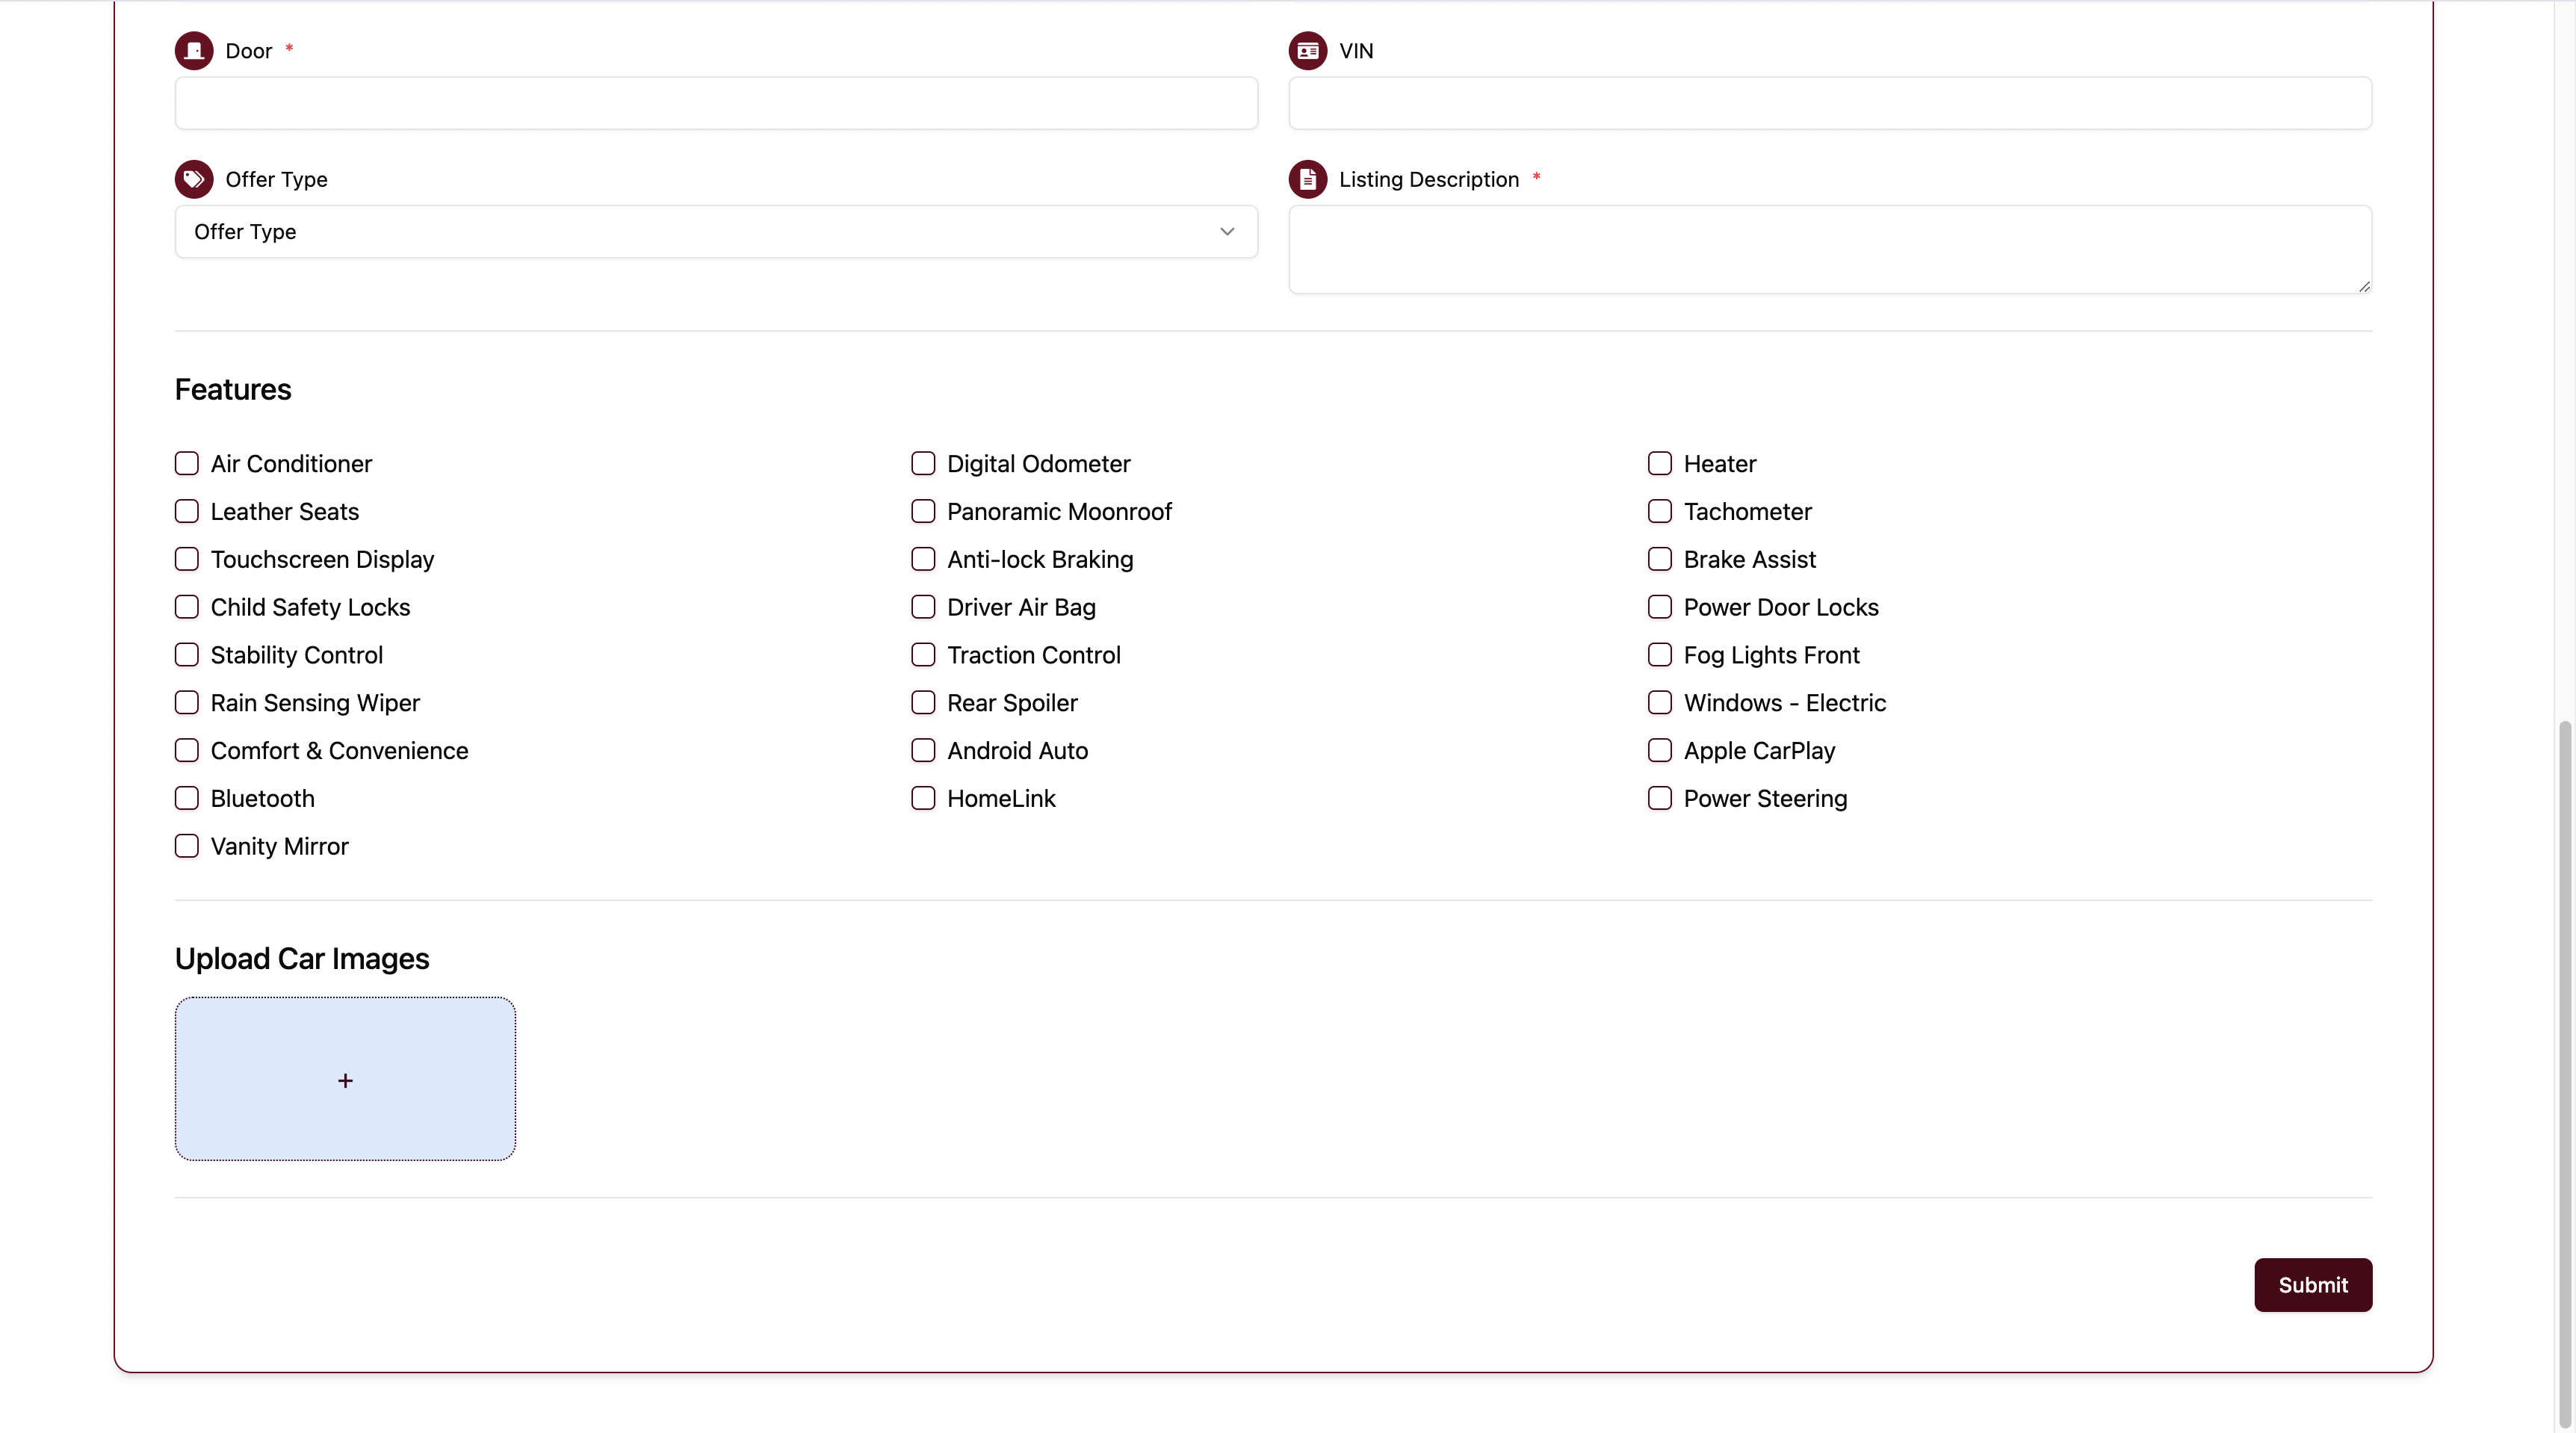 Door *
VIN
Offer Type
Listing Description *
Offer Type
Features
Air Conditioner
Digital Odometer
Heater
Leather Seats
Panoramic Moonroof
Tachometer
Touchscreen Display
Anti-lock Braking
Brake Assist
Child Safety Locks
Driver Air Bag
Power Door Locks
Stability Control
Traction Control
Fog Lights Front
Rain Sensing Wiper
Rear Spoiler
Windows - Electric
Comfort & Convenience
Android Auto
Apple CarPlay
Bluetooth
HomeLink
Power Steering
Vanity Mirror
Upload Car Images
+
Submit